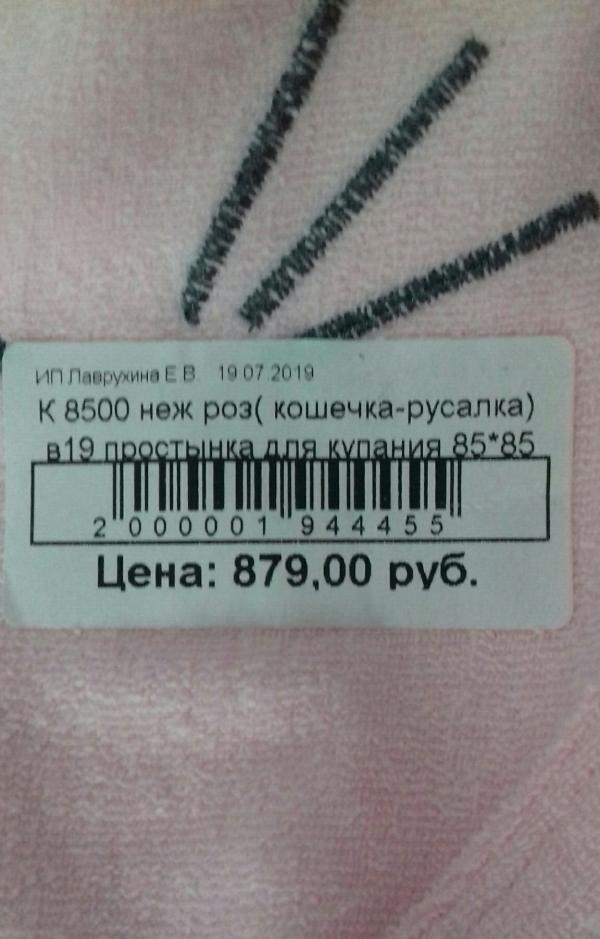 ИП Лаврухина Е.В. 19.07.2019
К 8500 неж роз( кошечка-русалка)
в19 простынка для купания 85*85
2 000001 944455
Цена: 879,00 руб.